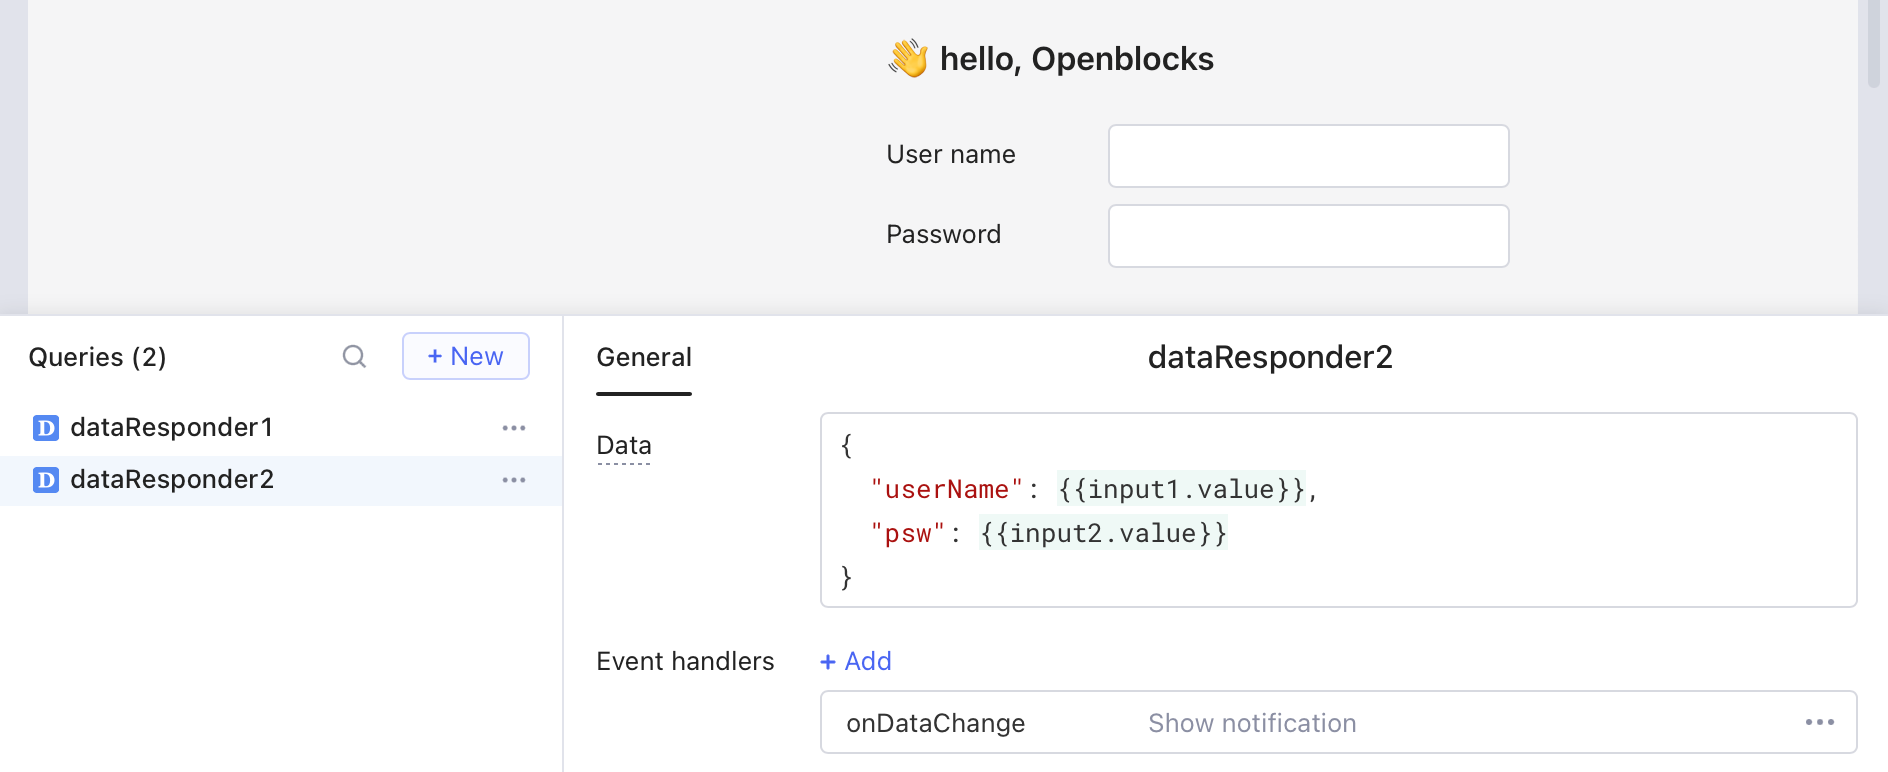 👋 hello, Openblocks
User name
Password
Queries (2)
+ New
D dataResponder1
D dataResponder2
General
dataResponder2
Data
{
"userName": {{input1.value}},
"psw": {{input2.value}}
}
Event handlers
+ Add
onDataChange Show notification